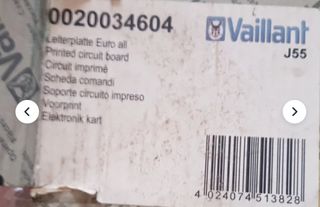 0020034604
Vaillant
J55
Leiterplatte Euro all
Printed circuit board
Circuit imprimé
Scheda comandi
Soporte circuito impreso
Voorprint
Elektronik kart
4 024074 513828